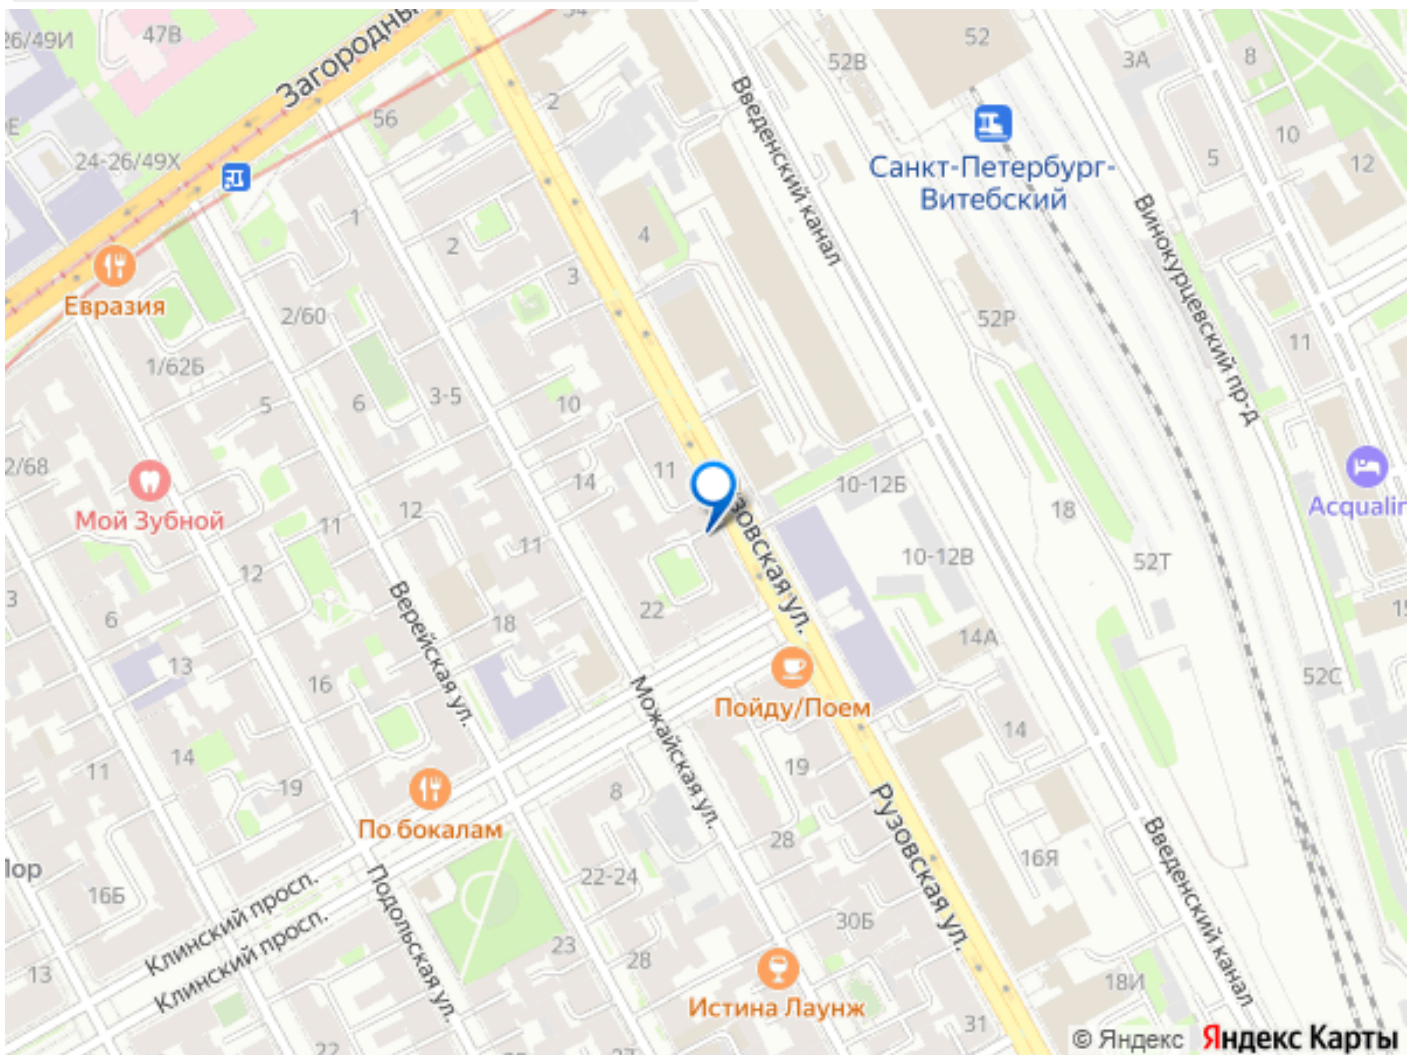 26/49И
47В
Загородны
56
24-26/49Х
2
52В
52
3А
8
10
12
5
Введенский канал
Санкт-Петербург-
Витебский
Винокурцевский пр-д
1
2
4
3
Евразия
2/60
1/62Б
52Р
11
5
6
3-5
10
2/68
14
11
10-12Б
Acqualin
Мой Зубной
11
12
11
18
10-12В
52Т
12
Рузовская ул.
3
6
Верейская ул.
22
18
14А
13
16
Можайская ул.
Пойду/Поем
52С
14
11
14
19
19
8
По бокалам
Рузовская ул.
28
16Я
Введенский канал
16Б
22-24
Клинский просп.
Клинский просп.
Подольская ул.
30Б
13
23
28
Истина Лаунж
18И
31
22
© Яндекс Яндекс Карты